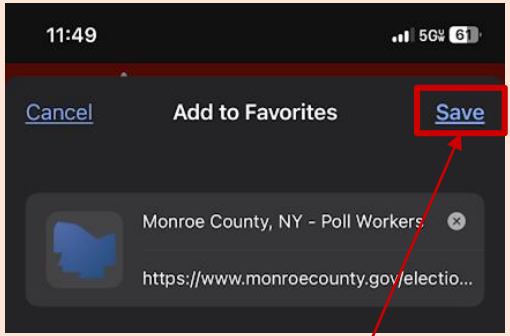 11:49 5G 61
Cancel Add to Favorites Save
Monroe County, NY - Poll Workers
https://www.monroecounty.gov/electio...